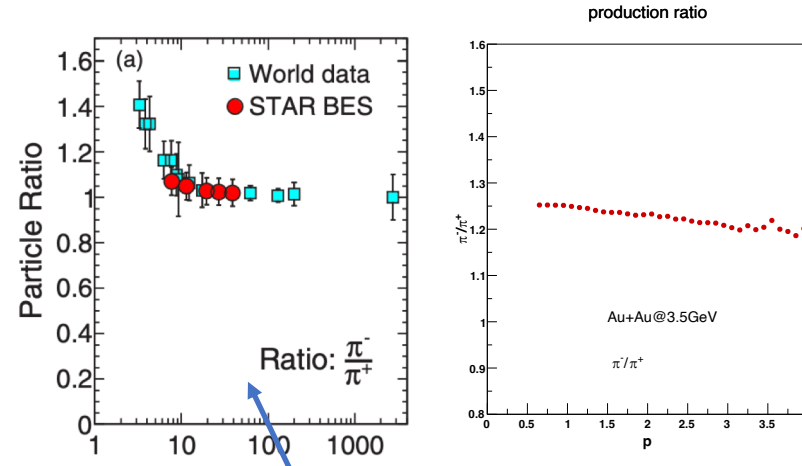 production ratio
(a)
World data
STAR BES
Particle Ratio
1.6
1.4
1.2
1
0.8
0.6
0.4
0.2
0
Ratio: π⁻/π⁺
1 10 100 1000
1.6
1.5
1.4
1.3
1.2
1.1
1
0.9
0.8
π⁻/π⁺
Au+Au@3.5GeV
π⁻/π⁺
0 0.5 1 1.5 2 2.5 3 3.5
p